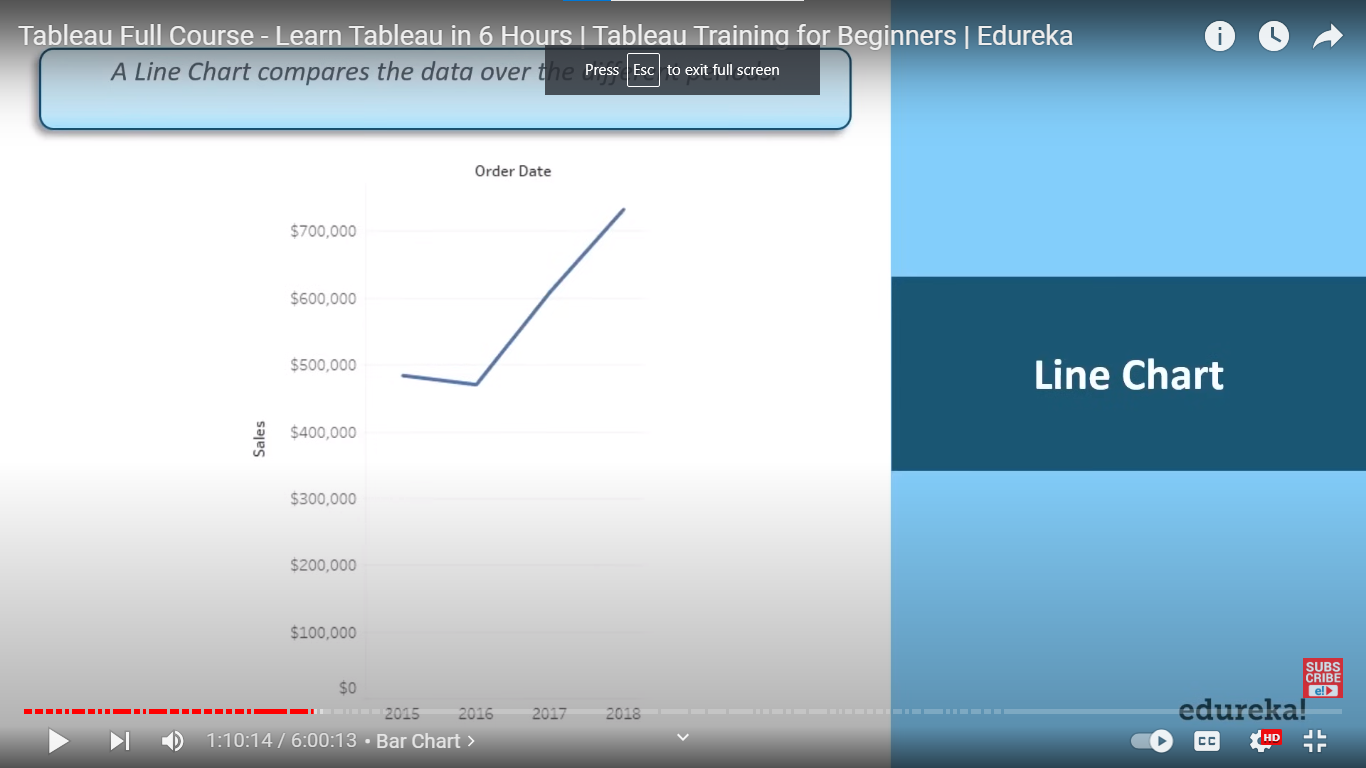 Tableau Full Course - Learn Tableau in 6 Hours | Tableau Training for Beginners | Edureka
A Line Chart compares the data over the different periods.
Press Esc to exit full screen
Order Date
$700,000
$600,000
$500,000
$400,000
$300,000
$200,000
$100,000
$0
Sales
2015 2016 2017 2018
Line Chart
SUBS
CRIBE
e!
edureka!
1:10:14 / 6:00:13 • Bar Chart
CC
HD